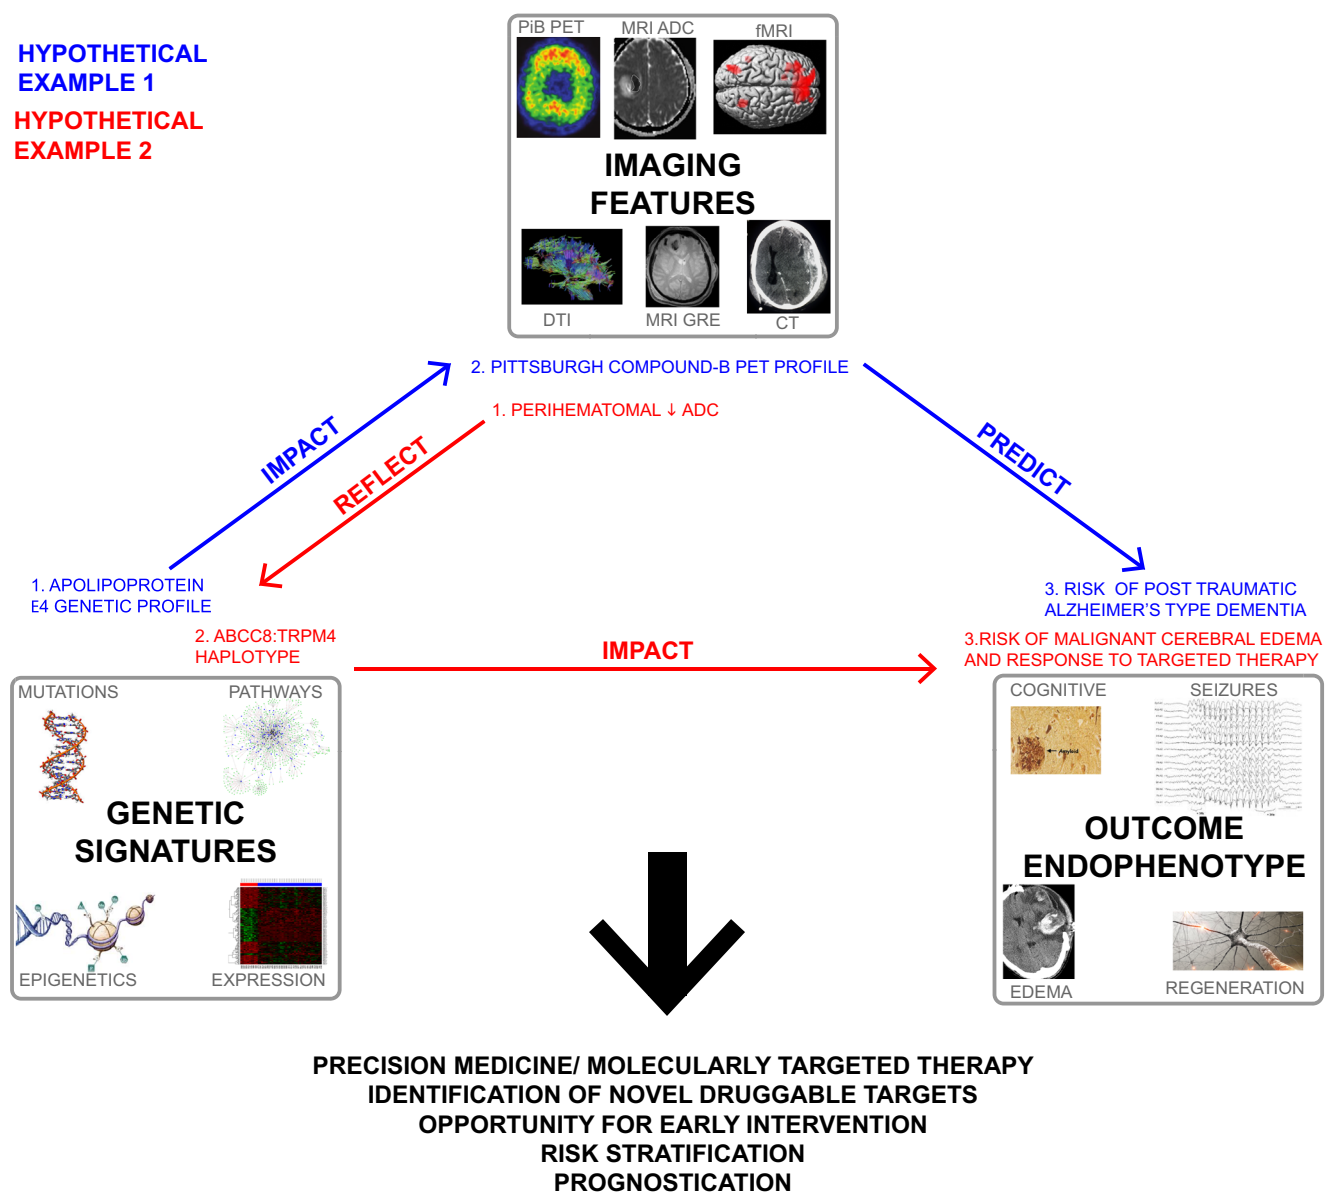 HYPOTHETICAL
EXAMPLE 1
HYPOTHETICAL
EXAMPLE 2
PiB PET
MRI ADC
fMRI
IMAGING
FEATURES
DTI
MRI GRE
CT
2. PITTSBURGH COMPOUND-B PET PROFILE
1. PERIHEMATOMAL ↓ ADC
IMPACT
REFLECT
PREDICT
1. APOLIPOPROTEIN
E4 GENETIC PROFILE
2. ABCC8:TRPM4
HAPLOTYPE
IMPACT
3. RISK OF POST TRAUMATIC
ALZHEIMER'S TYPE DEMENTIA
3.RISK OF MALIGNANT CEREBRAL EDEMA
AND RESPONSE TO TARGETED THERAPY
MUTATIONS
PATHWAYS
GENETIC
SIGNATURES
EPIGENETICS
EXPRESSION
COGNITIVE
SEIZURES
Amyloid
OUTCOME
ENDOPHENOTYPE
EDEMA
REGENERATION
PRECISION MEDICINE/ MOLECULARLY TARGETED THERAPY
IDENTIFICATION OF NOVEL DRUGGABLE TARGETS
OPPORTUNITY FOR EARLY INTERVENTION
RISK STRATIFICATION
PROGNOSTICATION